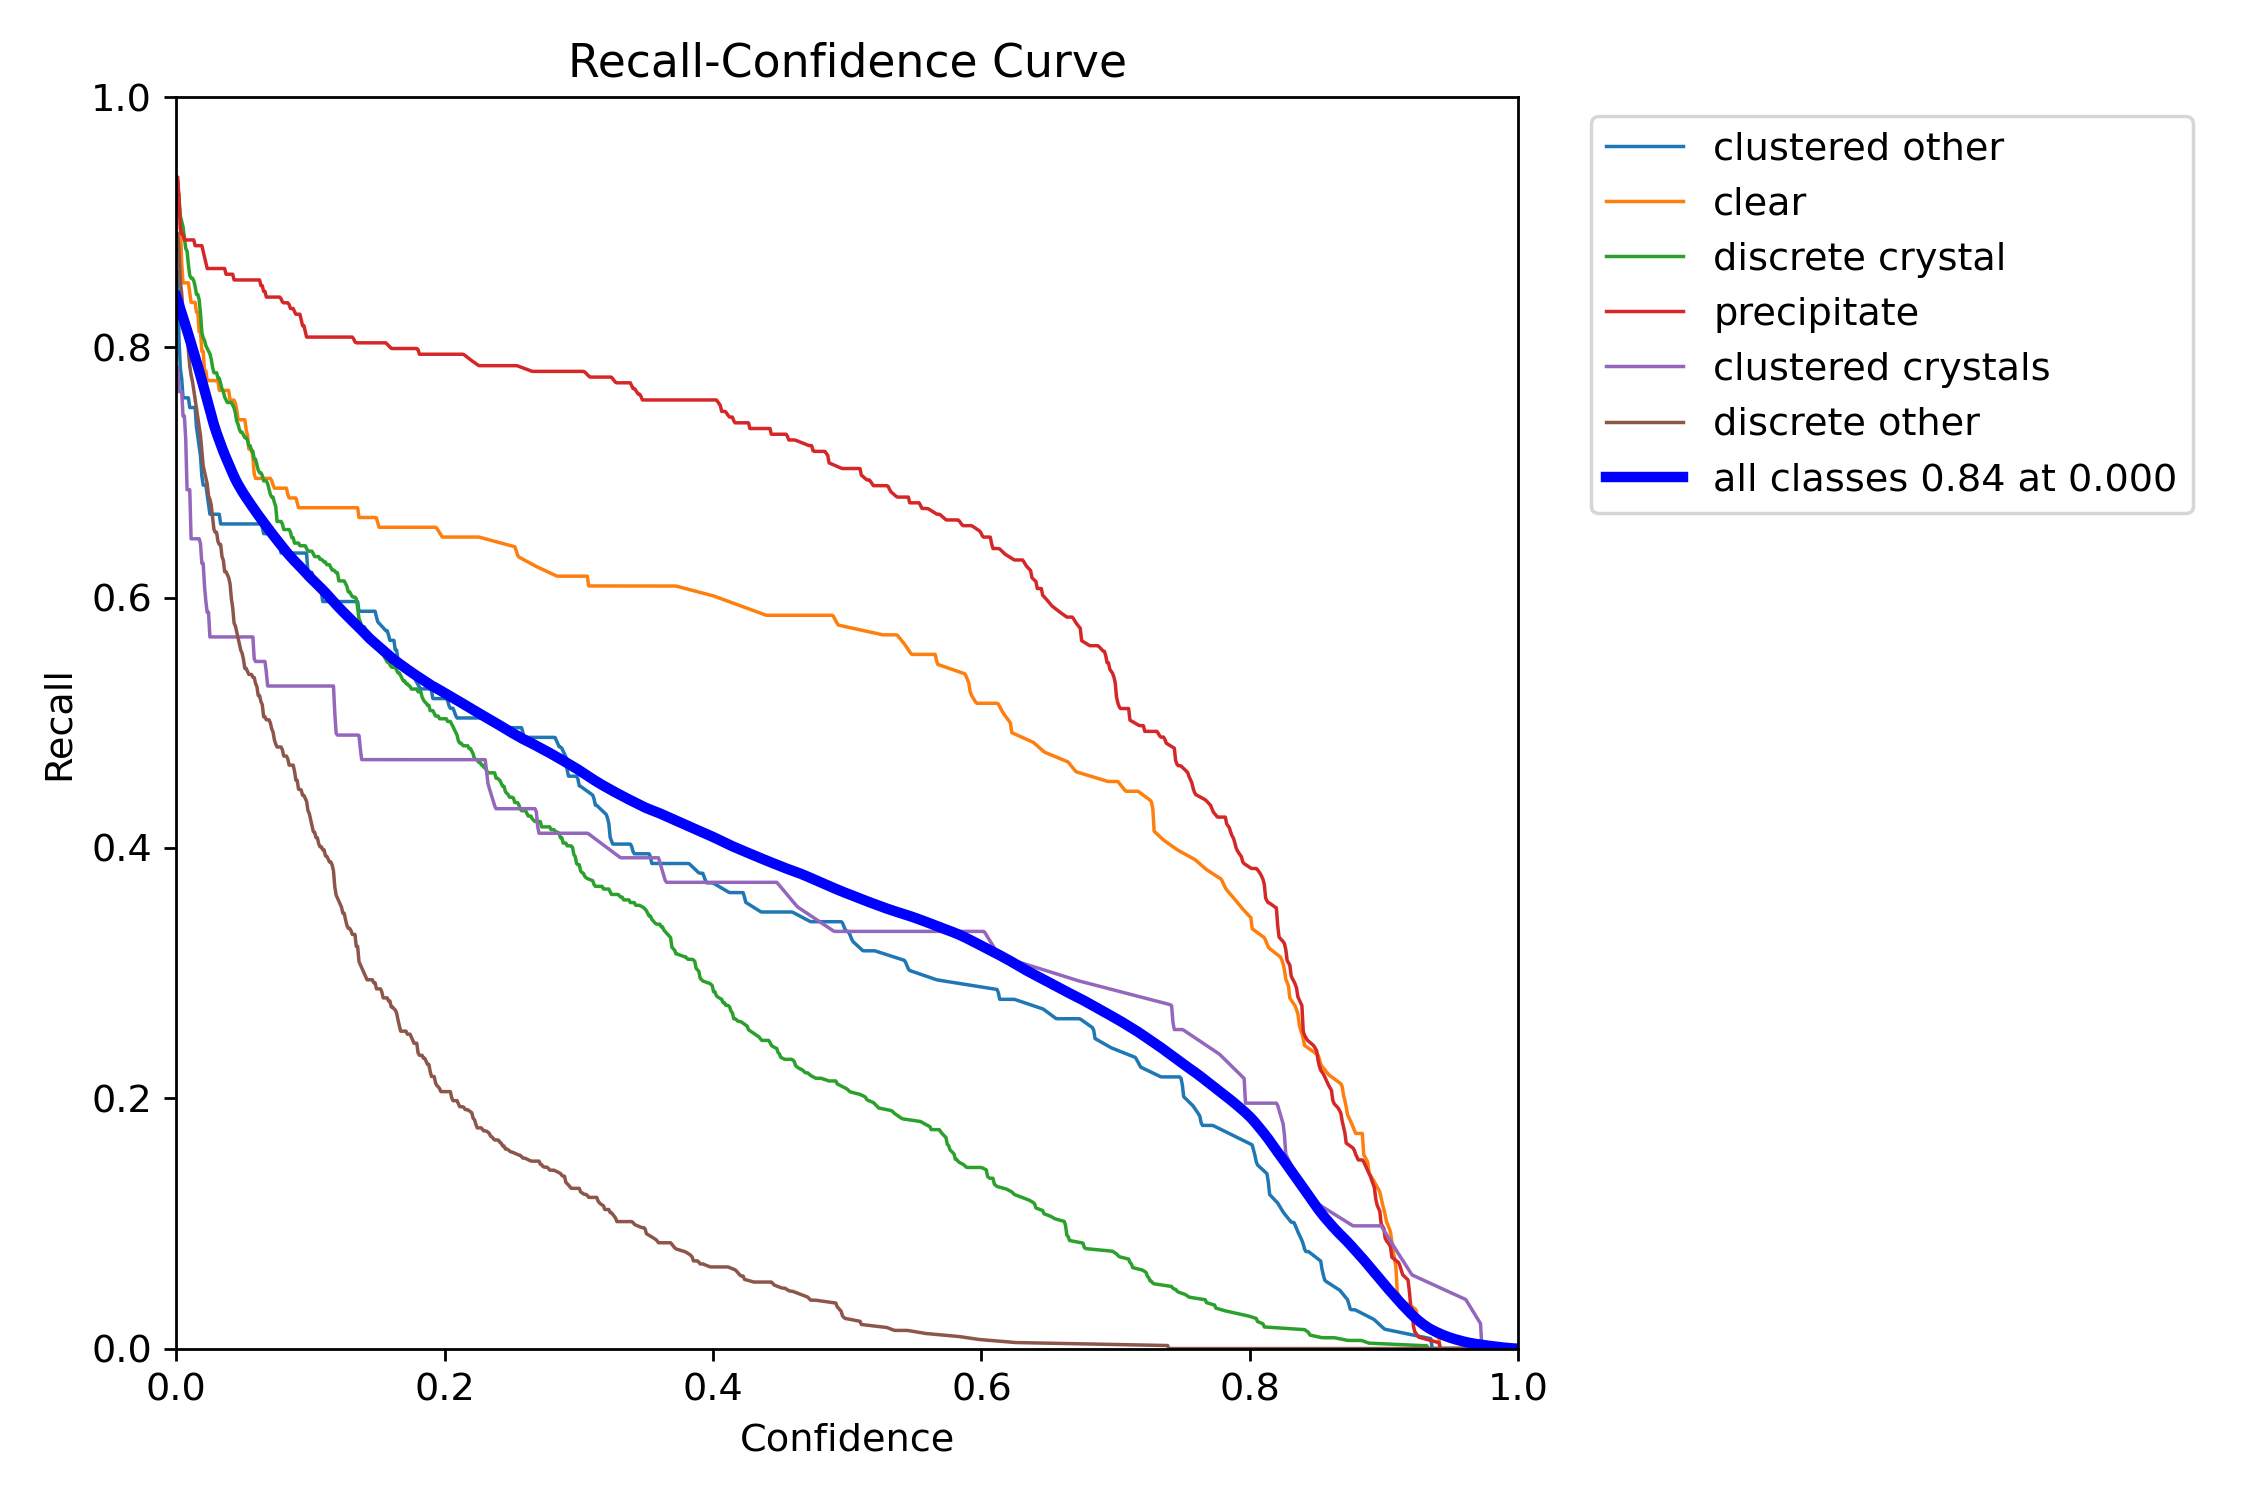 Recall-Confidence Curve
1.0
0.8
0.6
0.4
0.2
0.0
Recall
0.0 0.2 0.4 0.6 0.8 1.0
Confidence
clustered other
clear
discrete crystal
precipitate
clustered crystals
discrete other
all classes 0.84 at 0.000